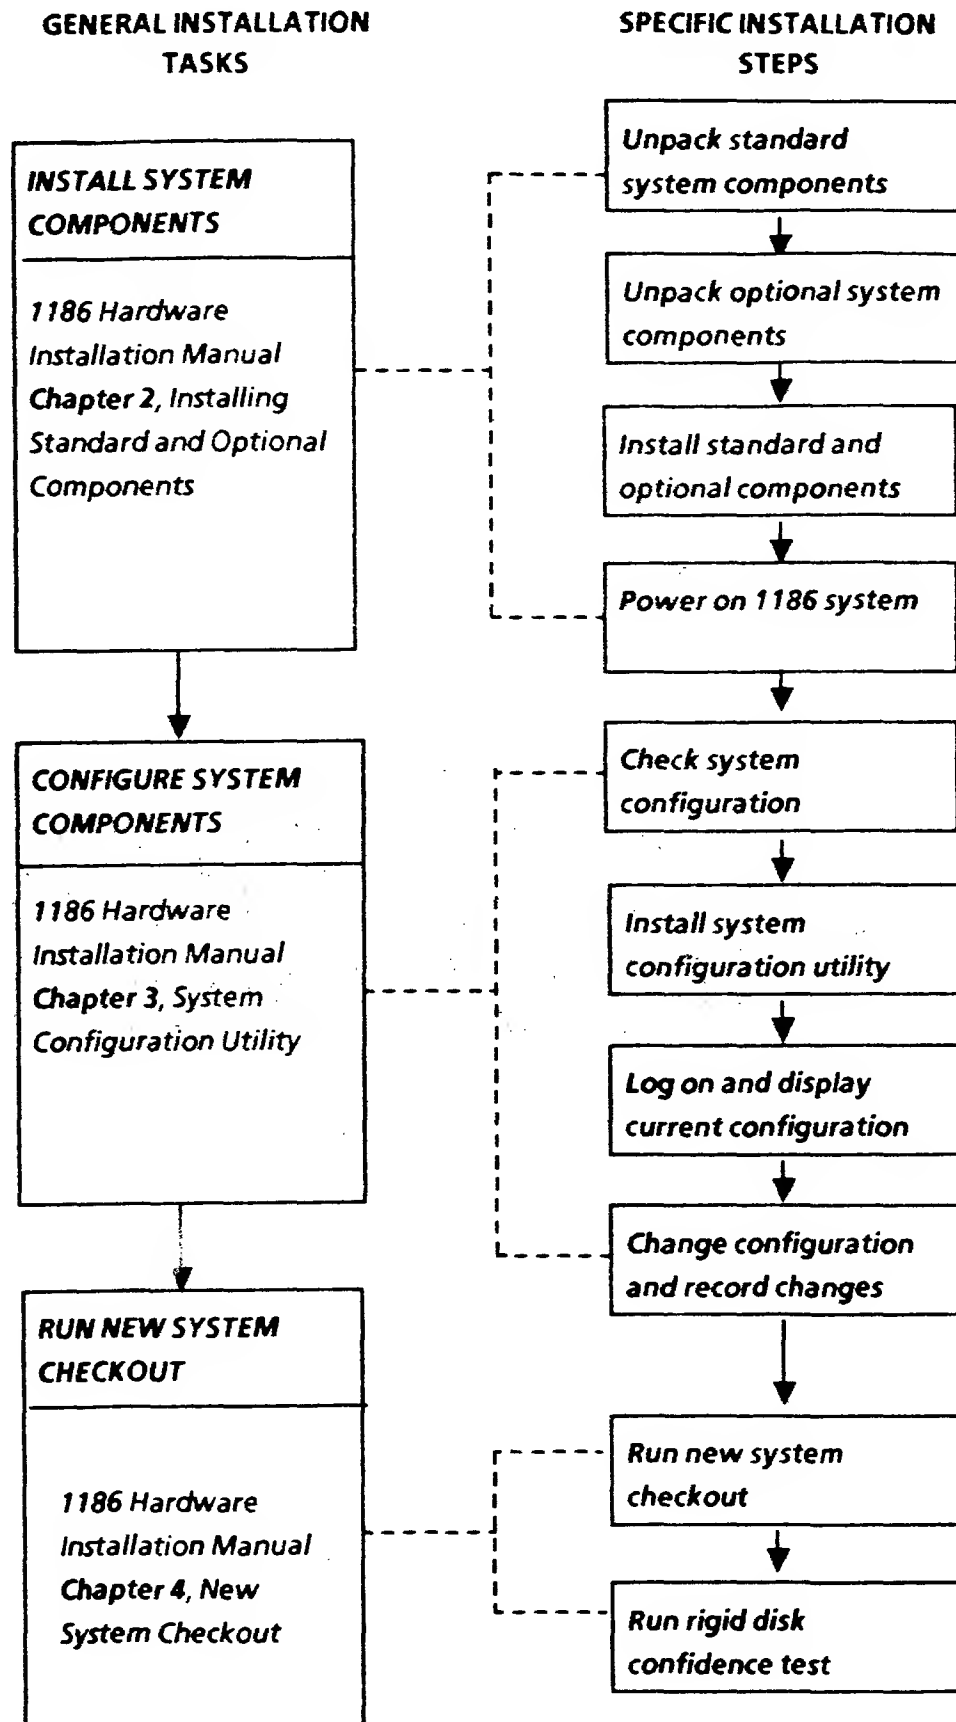 GENERAL INSTALLATION
TASKS
INSTALL SYSTEM
COMPONENTS
1186 Hardware
Installation Manual
Chapter 2, Installing
Standard and Optional
Components
CONFIGURE SYSTEM
COMPONENTS
1186 Hardware
Installation Manual
Chapter 3, System
Configuration Utility
RUN NEW SYSTEM
CHECKOUT
1186 Hardware
Installation Manual
Chapter 4, New
System Checkout
SPECIFIC INSTALLATION
STEPS
Unpack standard
system components
Unpack optional system
components
Install standard and
optional components
Power on 1186 system
Check system
configuration
Install system
configuration utility
Log on and display
current configuration
Change configuration
and record changes
Run new system
checkout
Run rigid disk
confidence test